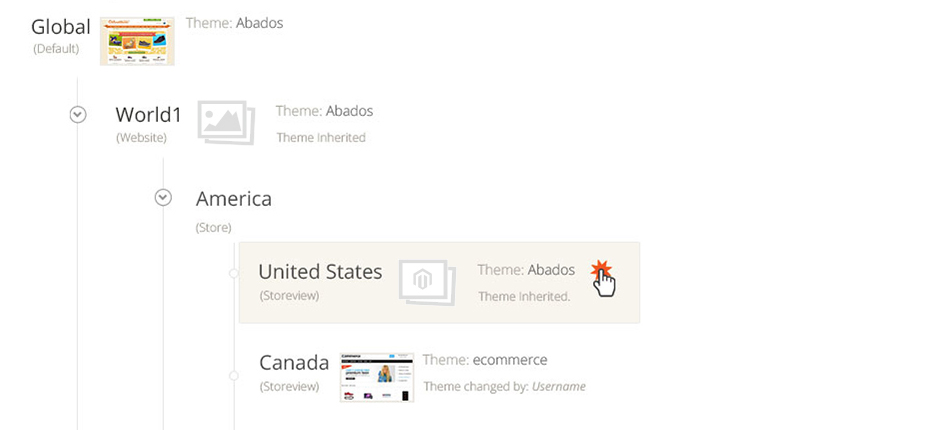 Global
(Default)
Theme: Abados
World1
(Website)
Theme: Abados
Theme Inherited
America
(Store)
United States
(Storeview)
Theme: Abados
Theme Inherited.
Canada
(Storeview)
Theme: ecommerce
Theme changed by: Username